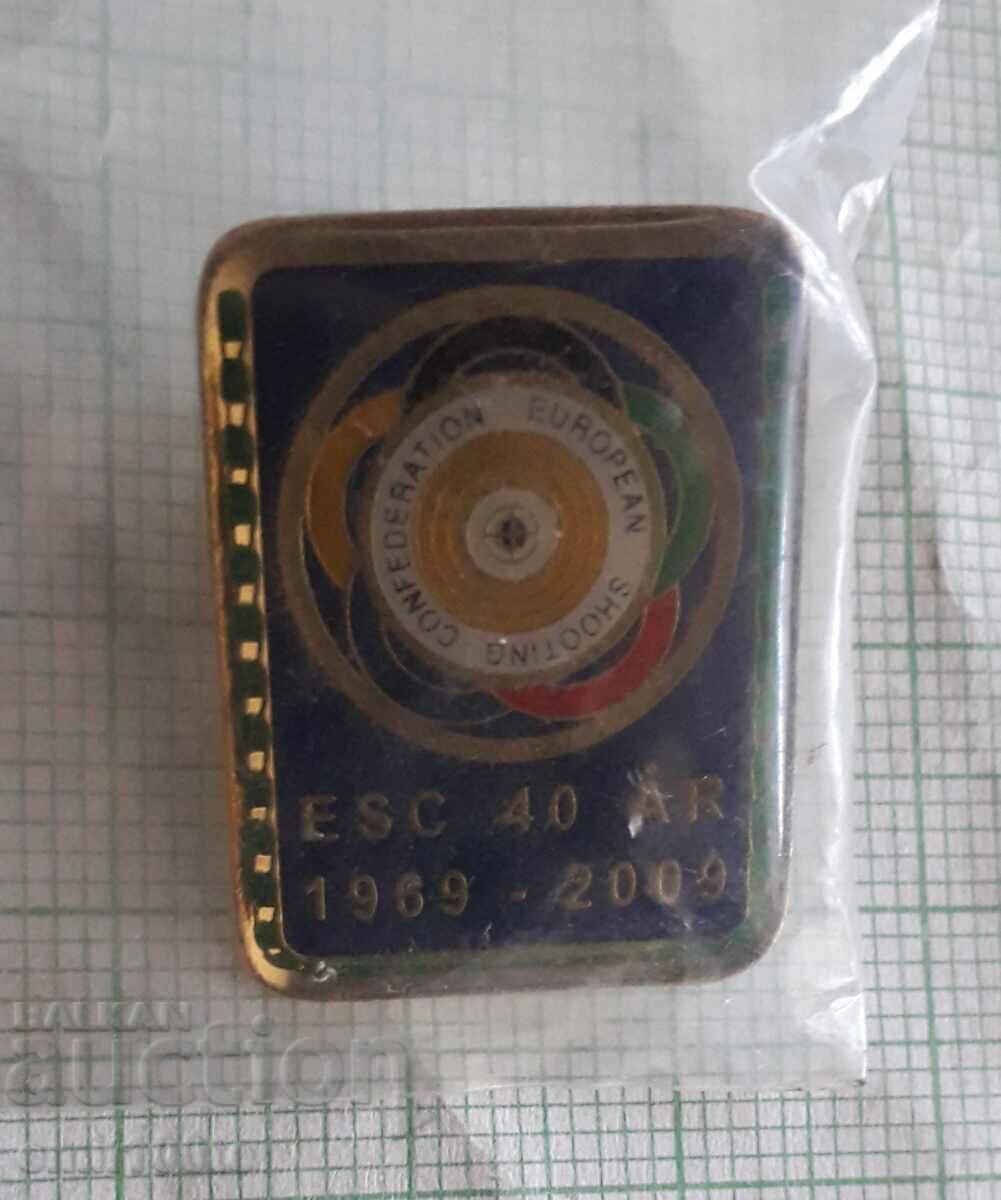 EUROPEAN SHOOTING CONFEDERATION
ESC 40 ÅR
1969 - 2009
BALKAN
auction